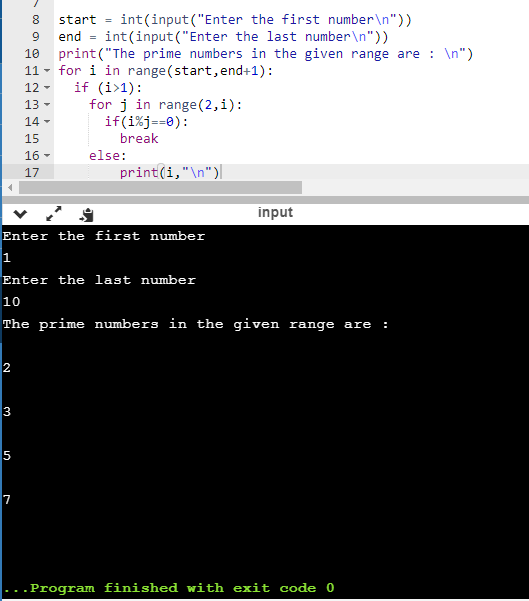 7
8 start = int(input("Enter the first number\n"))
9 end = int(input("Enter the last number\n"))
10 print("The prime numbers in the given range are : \n")
11 for i in range(start,end+1):
12 if (i>1):
13 for j in range(2,i):
14 if(i%j==0):
15 break
16 else:
17 print(i,"\n")
input
Enter the first number
1
Enter the last number
10
The prime numbers in the given range are :
2
3
5
7
...Program finished with exit code 0